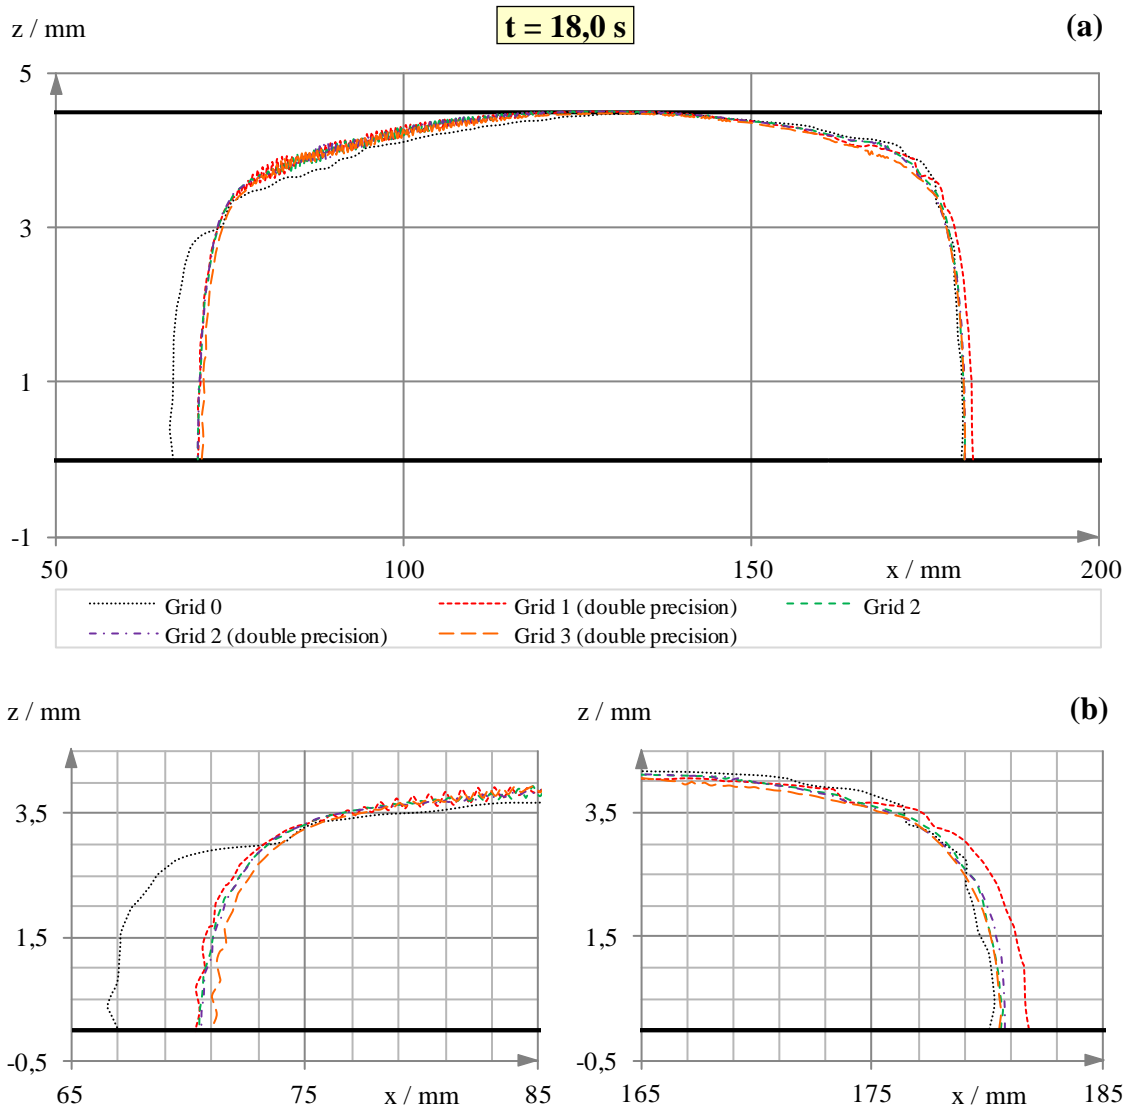 z / mm
t = 18,0 s
(a)
5
3
1
-1
50 100 150 x / mm 200
Grid 0 Grid 1 (double precision) Grid 2
Grid 2 (double precision) Grid 3 (double precision)
z / mm z / mm (b)
3,5 3,5
1,5 1,5
-0,5 -0,5
65 75 x / mm 85 165 175 x / mm 185